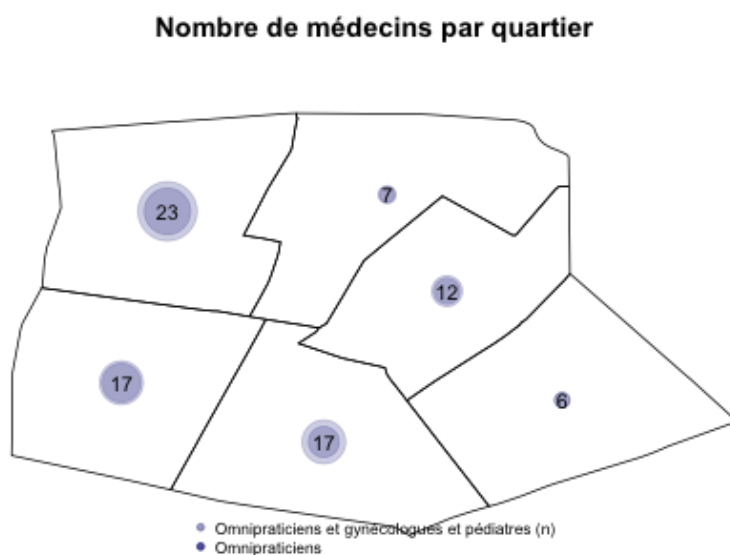 Nombre de médecins par quartier
23
7
12
17
6
17
Omnipraticiens et gynécologues et pédiatres (n)
Omnipraticiens